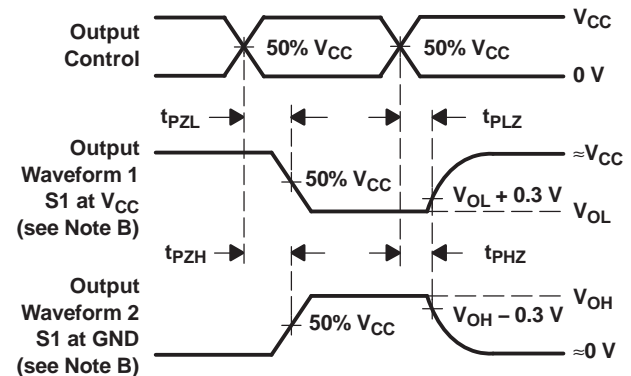 Output
Control
50% VCC
50% VCC
VCC
0 V
tPZL
tPLZ
Output
Waveform 1
S1 at VCC
(see Note B)
50% VCC
≈VCC
VOL + 0.3 V
VOL
tPZH
tPHZ
Output
Waveform 2
S1 at GND
(see Note B)
50% VCC
VOH
VOH − 0.3 V
≈0 V